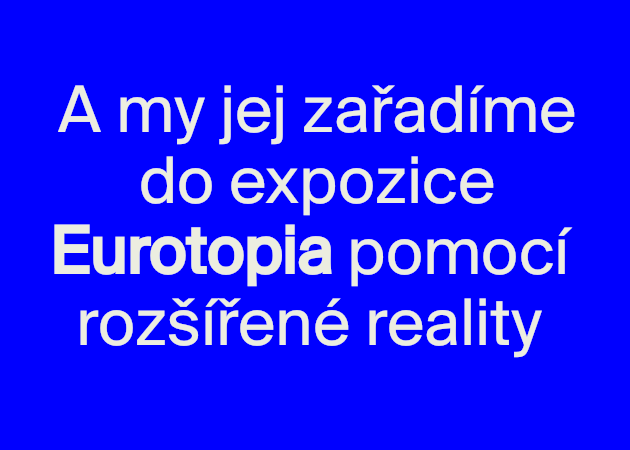 A my jej zařadíme
do expozice
Eurotopia pomocí
rozšířené reality